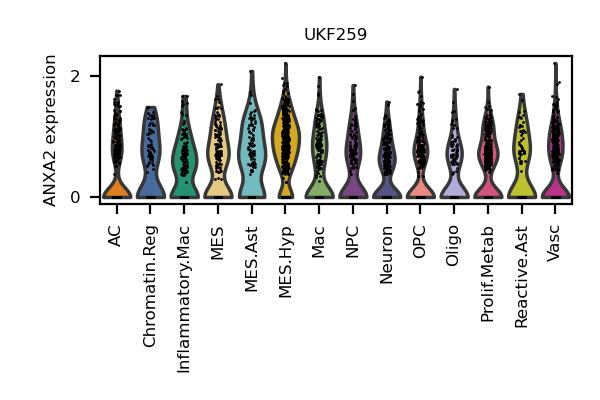 UKF259
ANXA2 expression
2
0
AC
Chromatin.Reg
Inflammatory.Mac
MES
MES.Ast
MES.Hyp
Mac
NPC
Neuron
OPC
Oligo
Prolif.Metab
Reactive.Ast
Vasc